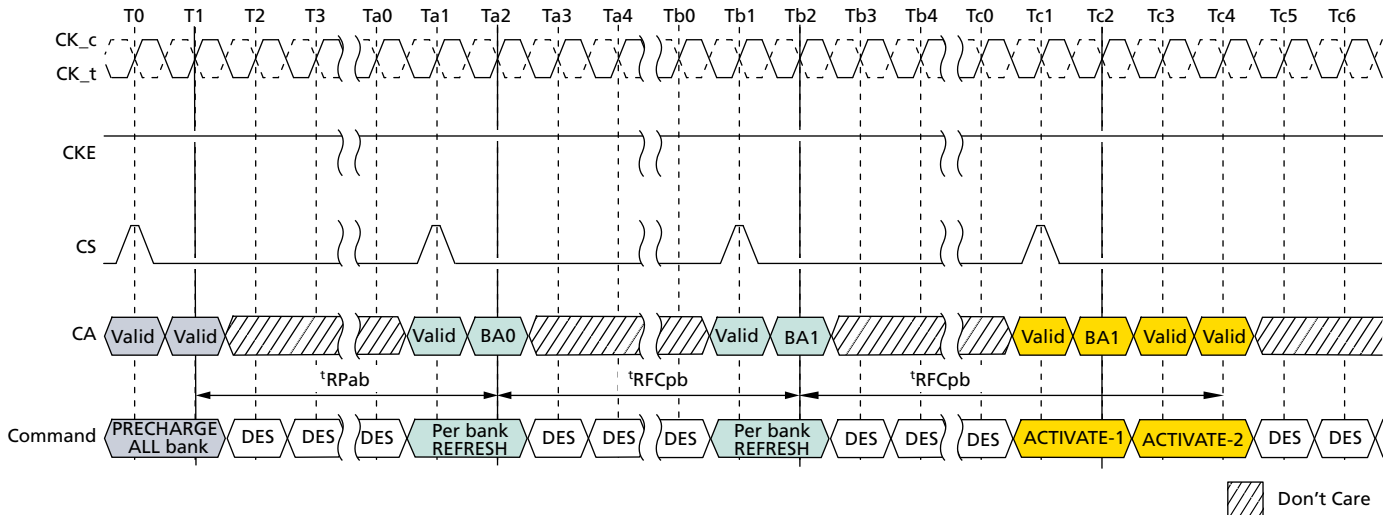 T0 T1 T2 T3 Ta0 Ta1 Ta2 Ta3 Ta4 Tb0 Tb1 Tb2 Tb3 Tb4 Tc0 Tc1 Tc2 Tc3 Tc4 Tc5 Tc6
CK_c
CK_t
CKE
CS
CA Valid Valid Valid BA0 Valid BA1 Valid BA1 Valid Valid
tRPab tRFCpb tRFCpb
Command PRECHARGE ALL bank DES DES DES Per bank REFRESH DES DES DES Per bank REFRESH DES DES DES ACTIVATE-1 ACTIVATE-2 DES DES
Don't Care